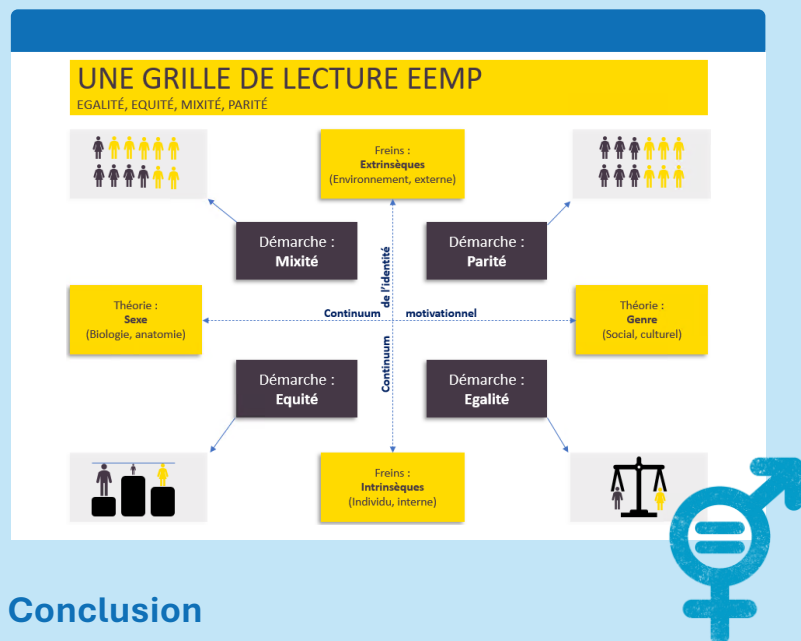 UNE GRILLE DE LECTURE EEMP
EGALITÉ, EQUITÉ, MIXITÉ, PARITÉ
Freins :
Extrinsèques
(Environnement, externe)
Démarche :
Mixité
Démarche :
Parité
Continuum
de l'identité
Théorie :
Sexe
(Biologie, anatomie)
Continuum motivationnel
Théorie :
Genre
(Social, culturel)
Démarche :
Equité
Démarche :
Egalité
Freins :
Intrinsèques
(Individu, interne)
Conclusion